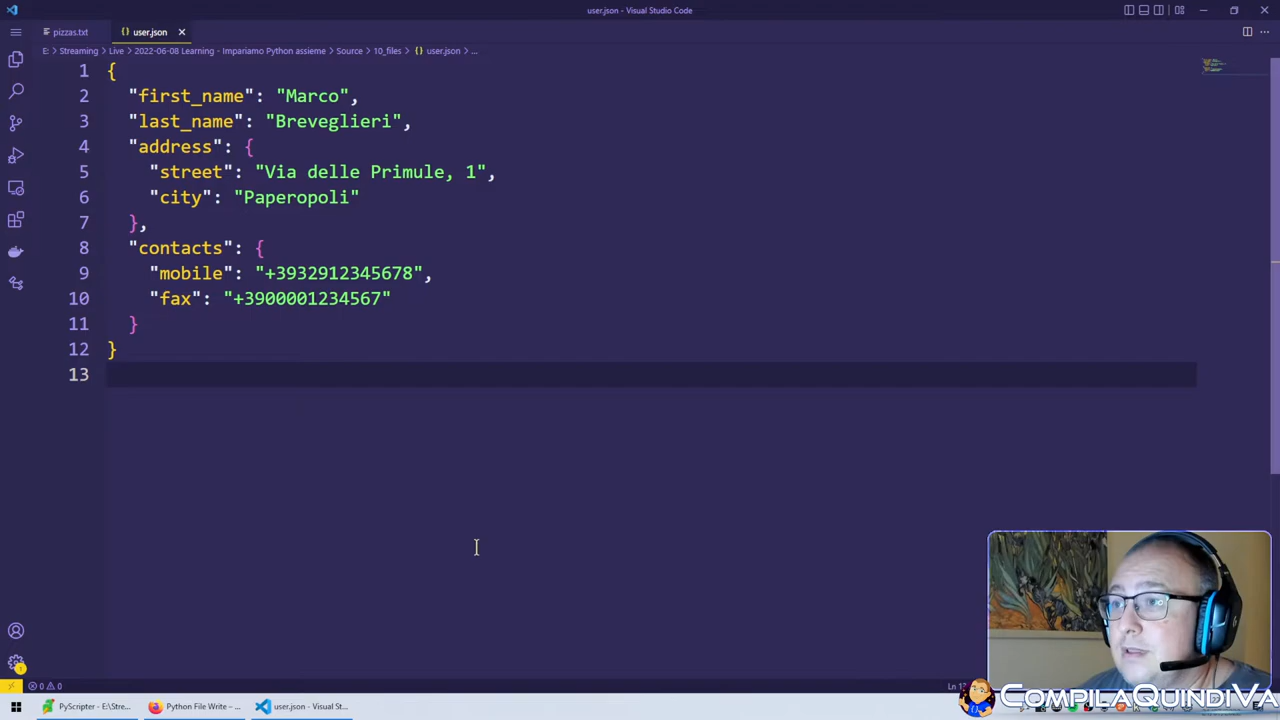 user.json - Visual Studio Code
pizzas.txt
user.json
E: > Streaming > Live > 2022-06-08 Learning - Impariamo Python assieme > Source > 10_files > {} user.json > ...
1 {
2 "first_name": "Marco",
3 "last_name": "Breveglieri",
4 "address": {
5 "street": "Via delle Primule, 1",
6 "city": "Paperopoli"
7 },
8 "contacts": {
9 "mobile": "+3932912345678",
10 "fax": "+3900001234567"
11 }
12 }
13
0 0
PyScripter - E:\Stre...
Python File Write – ...
user.json - Visual St...
COMPILAQUINDIVA